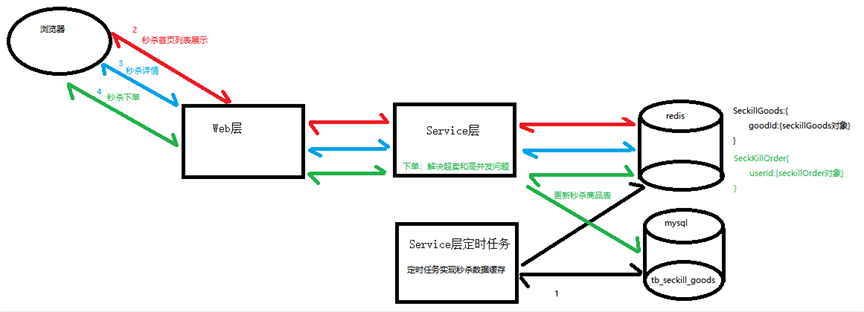 浏览器
2
秒杀首页列表展示
3
秒杀详情
4
秒杀下单
Web层
Service层
下单：解决超卖和高并发问题
redis
SeckillGoods:{
goodId:{seckillGoods对象}
}
SeckKillOrder{
userId:{seckillOrder对象}
}
更新秒杀商品表
mysql
tb_seckill_goods
Service层定时任务
定时任务实现秒杀数据缓存
1